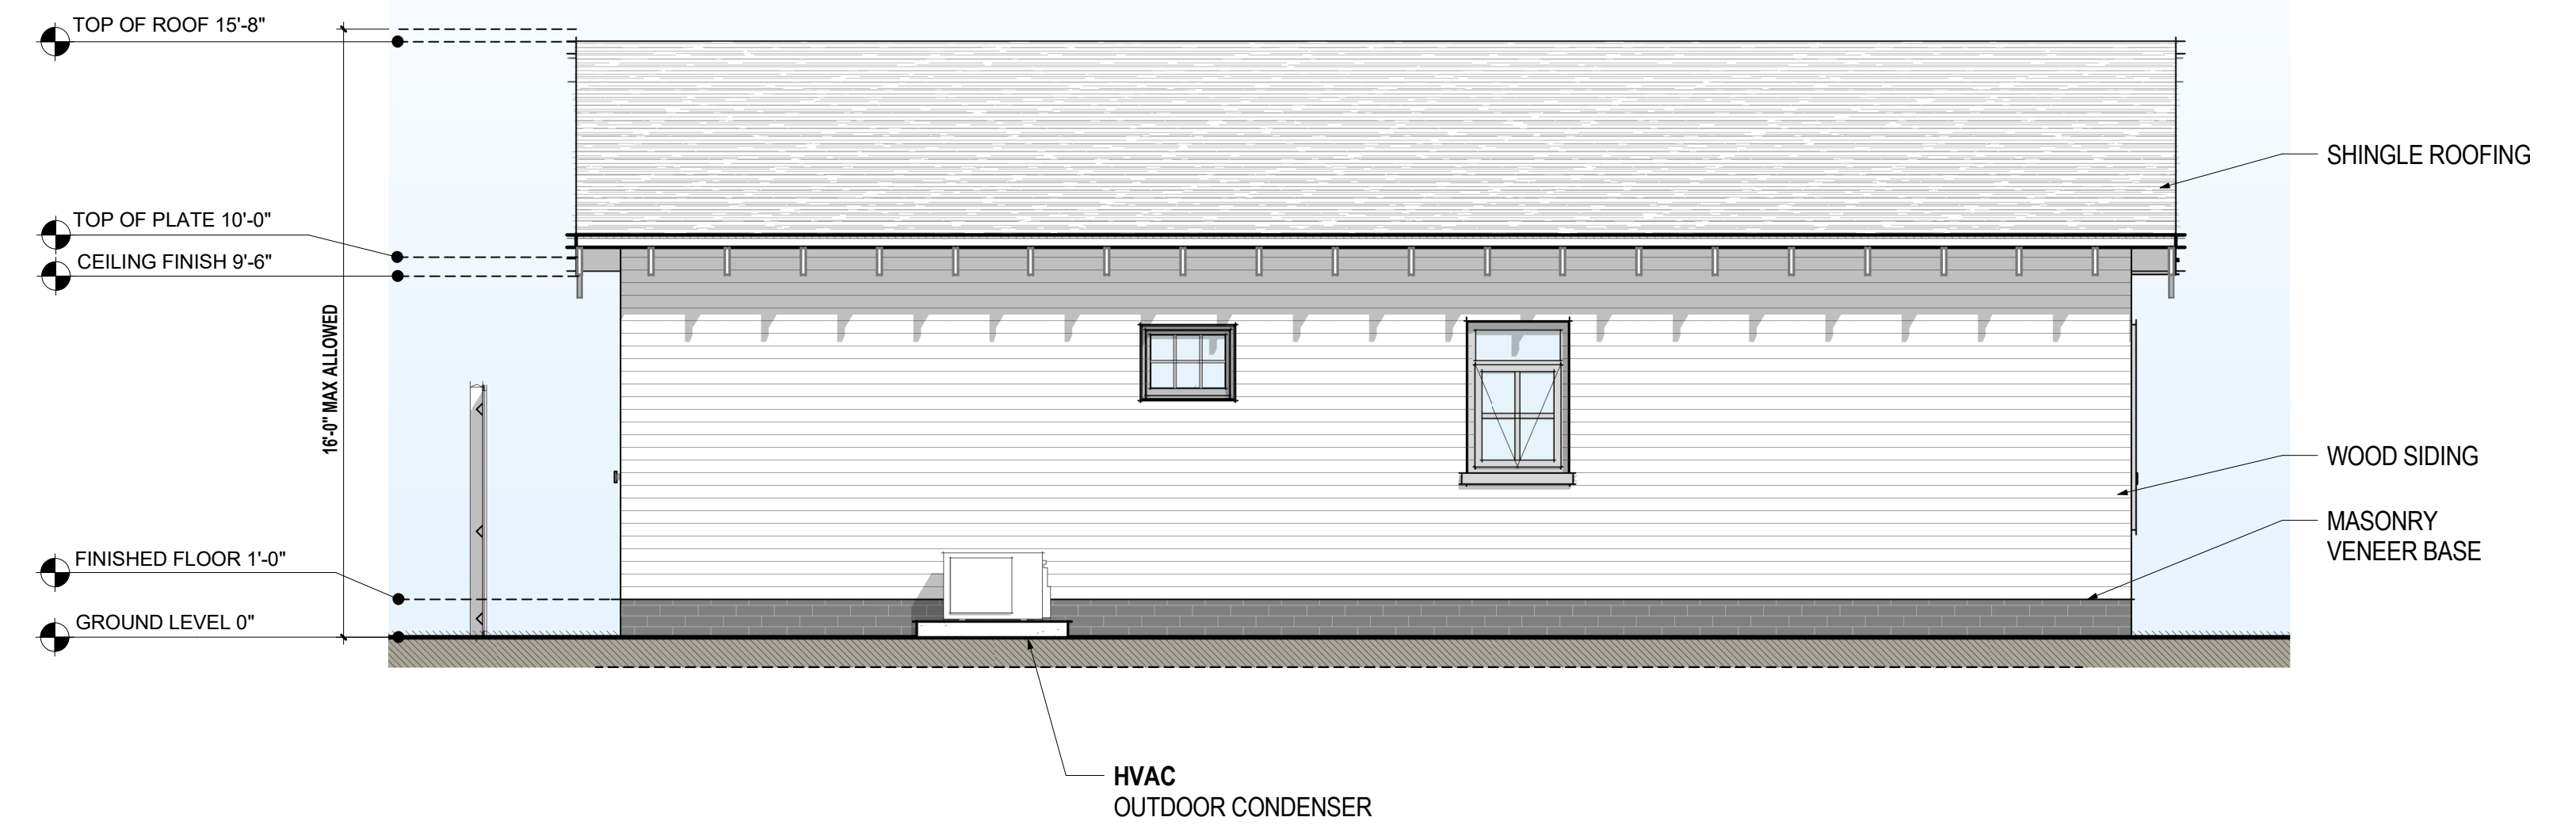 TOP OF ROOF 15'-8"
TOP OF PLATE 10'-0"
CEILING FINISH 9'-6"
16'-0" MAX ALLOWED
FINISHED FLOOR 1'-0"
GROUND LEVEL 0"
SHINGLE ROOFING
WOOD SIDING
MASONRY
VENEER BASE
HVAC
OUTDOOR CONDENSER